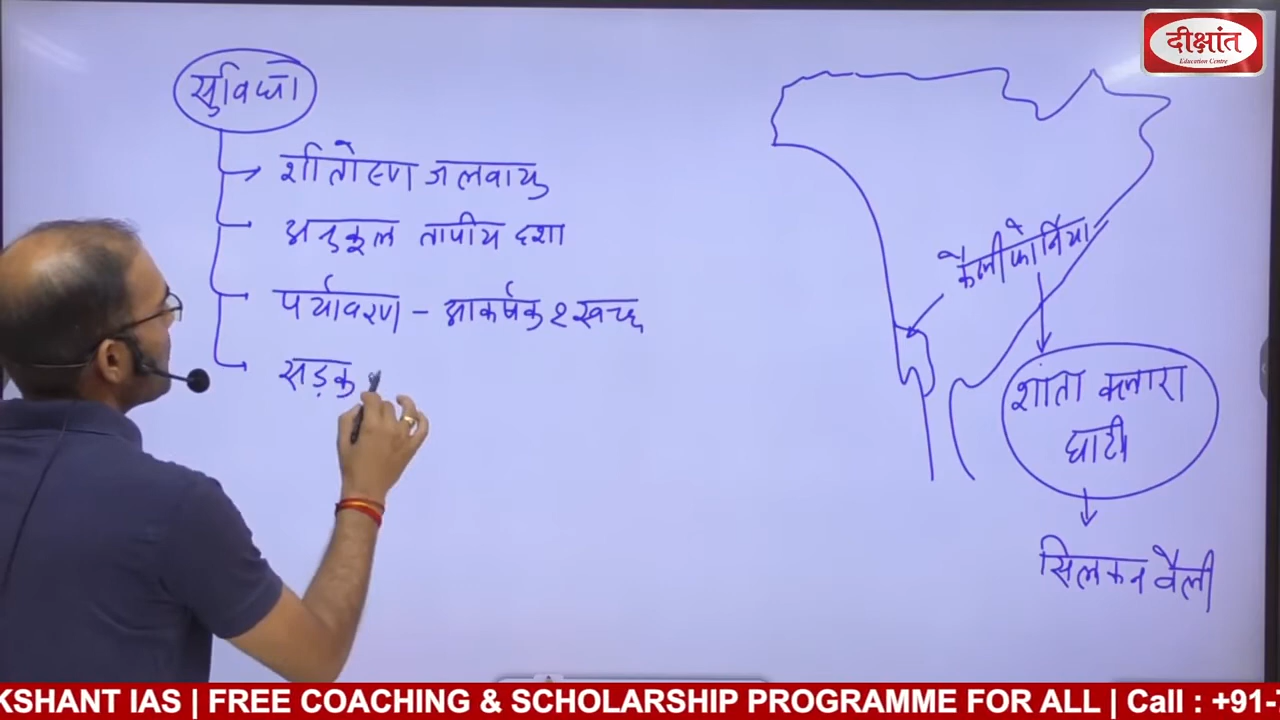 दीक्षांत
Education Centre
सुविधा
शीतोष्ण जलवायु
अनुकूल तापीय दशा
पर्यावरण - आकर्षक ९ स्वच्छ
सड़क
कैलीफोर्निया
शांता क्लारा
घाटी
सिलकन वैली
KSHANT IAS | FREE COACHING & SCHOLARSHIP PROGRAMME FOR ALL | Call : +91-